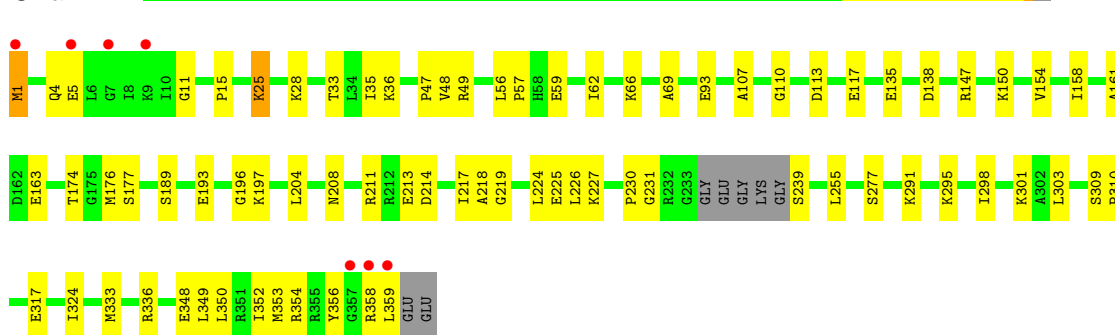 M1 Q4 E5 L6 G7 I8 K9 I10 G11 P15 K25 K28 T33 L34 I35 K36 P47 V48 R49 L56 P57 H58 E59 I62 K66 A69 E93 A107 G110 D113 E117 E135 D138 R147 K150 V154 I158 A161
D162 E163 T174 G175 M176 S177 S189 E193 G196 K197 L204 N208 R211 R212 E213 D214 I217 A218 G219 L224 E225 L226 K227 P230 G231 R232 G233 GLY GLU GLY LYS GLY S239 L255 S277 K291 K295 I298 K301 A302 L303 S309
E317 I324 M333 R336 E348 L349 L350 R351 I352 M353 R354 R355 Y356 G357 R358 L359 GLU GLU